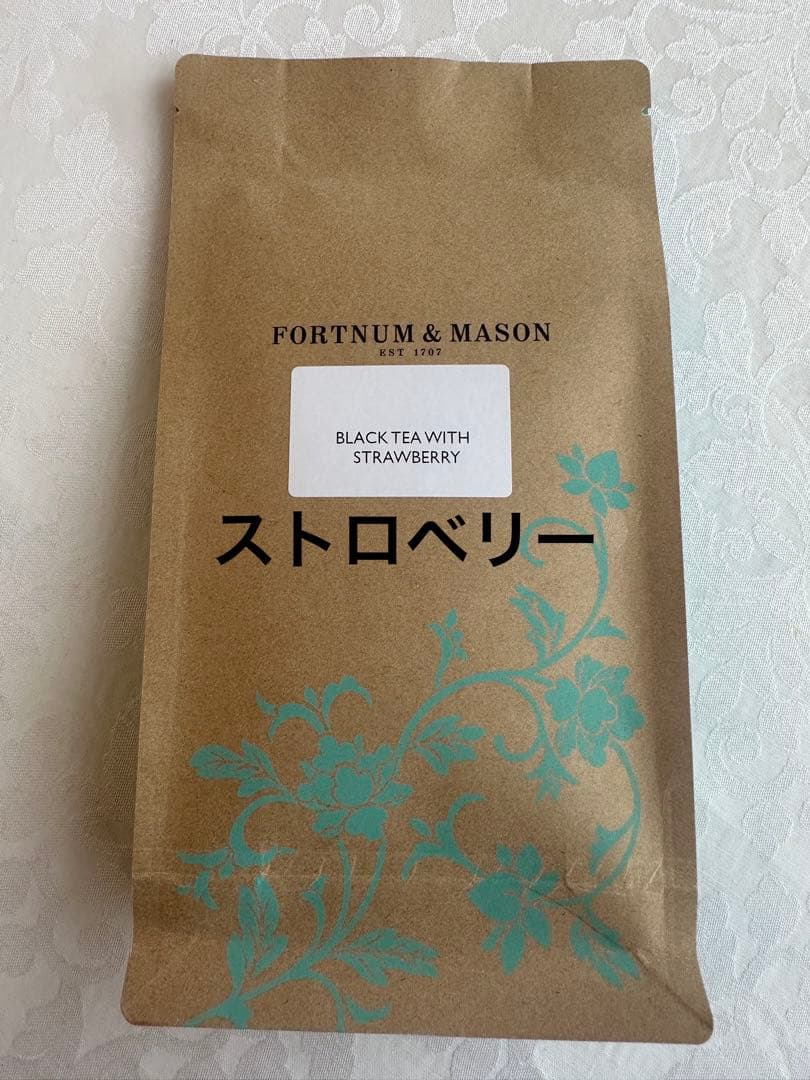 FORTNUM & MASON
EST 1707
BLACK TEA WITH
STRAWBERRY
ストロベリー